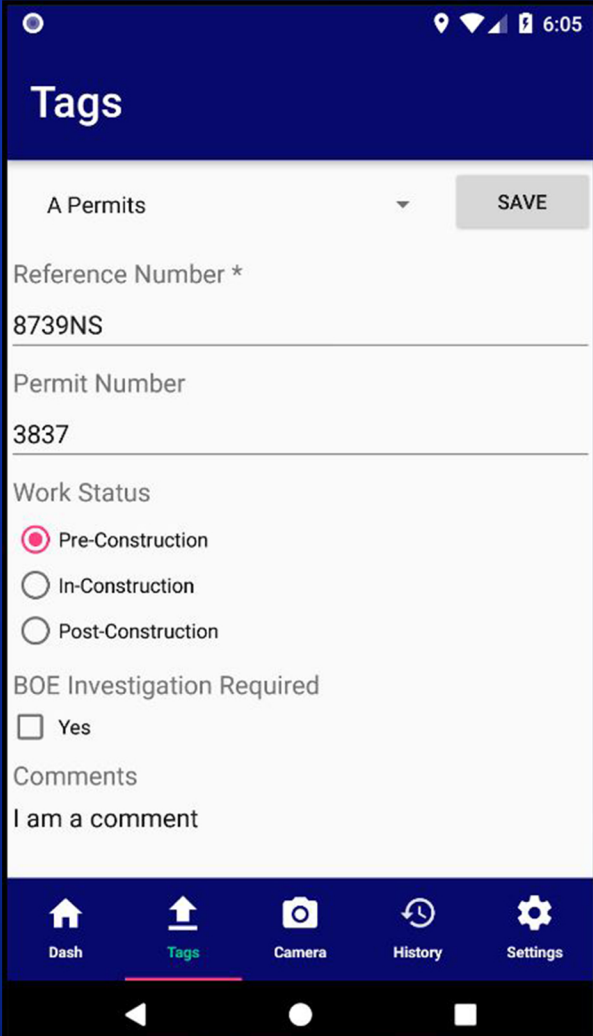 6:05
Tags
A Permits
SAVE
Reference Number *
8739NS
Permit Number
3837
Work Status
Pre-Construction
In-Construction
Post-Construction
BOE Investigation Required
Yes
Comments
I am a comment
Dash Tags Camera History Settings